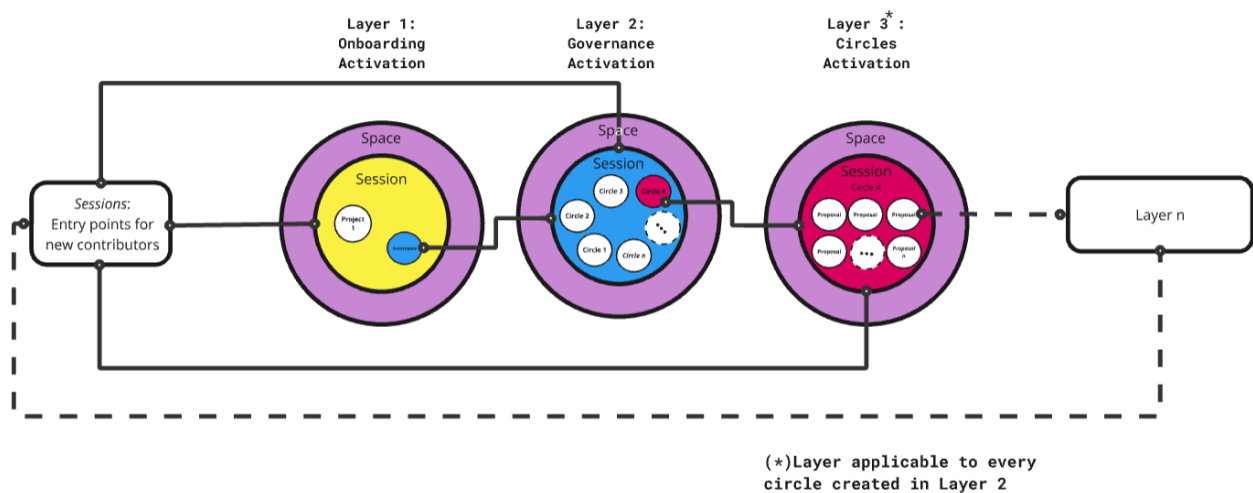 Layer 1:
Onboarding
Activation
Layer 2:
Governance
Activation
Layer 3*:
Circles
Activation
Sessions:
Entry points for
new contributors
Space
Session
Project
1
Space
Session
Circle 3
Circle 4
Circle 2
...
Circle 1
Circle n
Space
Session
Circle 4
Proposal
Proposal
Proposal
Proposal
...
Proposal
n
Layer n
(*)Layer applicable to every
circle created in Layer 2